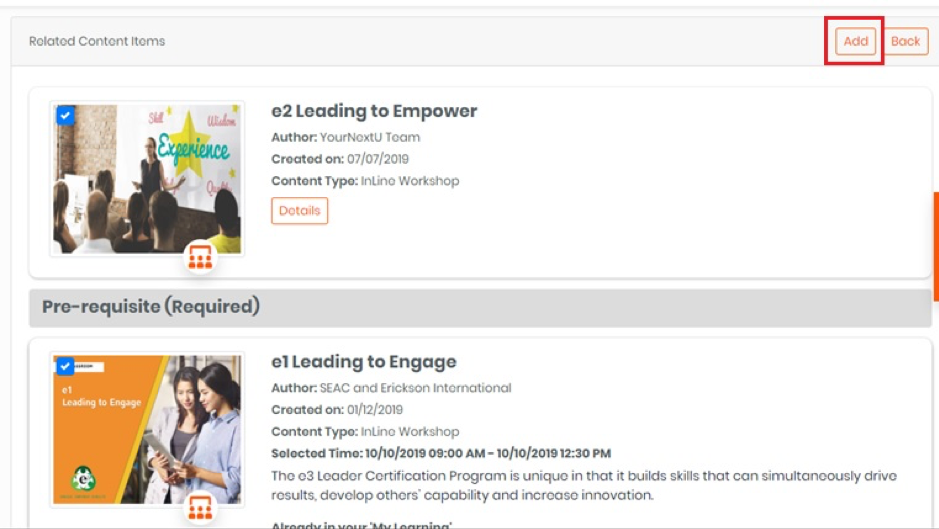 Related Content Items
Add
Back
e2 Leading to Empower
Author: YourNextU Team
Created on: 07/07/2019
Content Type: InLine Workshop
Details
Skill
Wisdom
Experience
Pre-requisite (Required)
e1 Leading to Engage
Author: SEAC and Erickson International
Created on: 01/12/2019
Content Type: InLine Workshop
Selected Time: 10/10/2019 09:00 AM - 10/10/2019 12:30 PM
The e3 Leader Certification Program is unique in that it builds skills that can simultaneously drive
results, develop others' capability and increase innovation.
Already in your 'My Learning'
e1
Leading to Engage